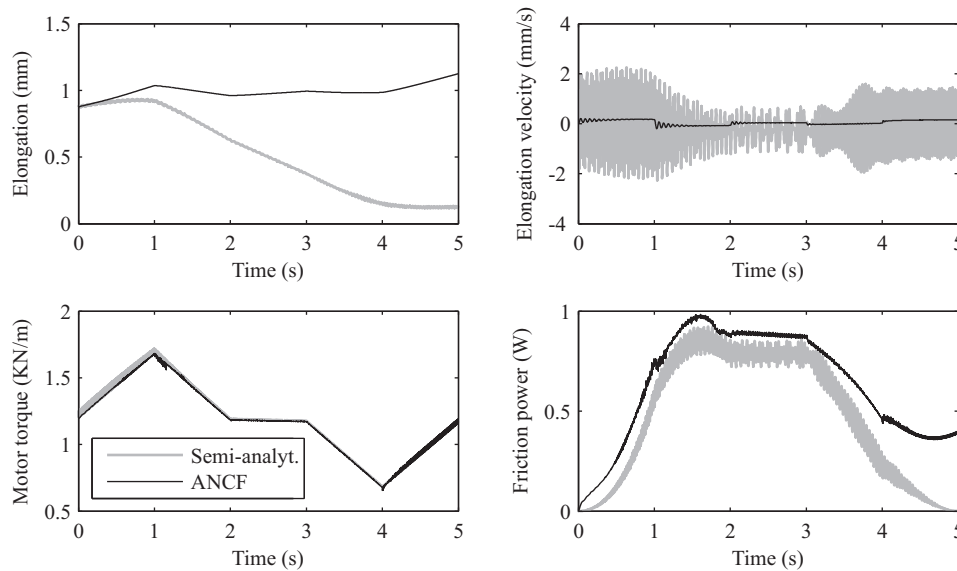 1.5
1
0.5
0
Elongation (mm)
0 1 2 3 4 5
Time (s)
4
2
0
-2
-4
Elongation velocity (mm/s)
0 1 2 3 4 5
Time (s)
2
1.5
1
0.5
Motor torque (KN/m)
Semi-analyt.
ANCF
0 1 2 3 4 5
Time (s)
1
0.5
0
Friction power (W)
0 1 2 3 4 5
Time (s)